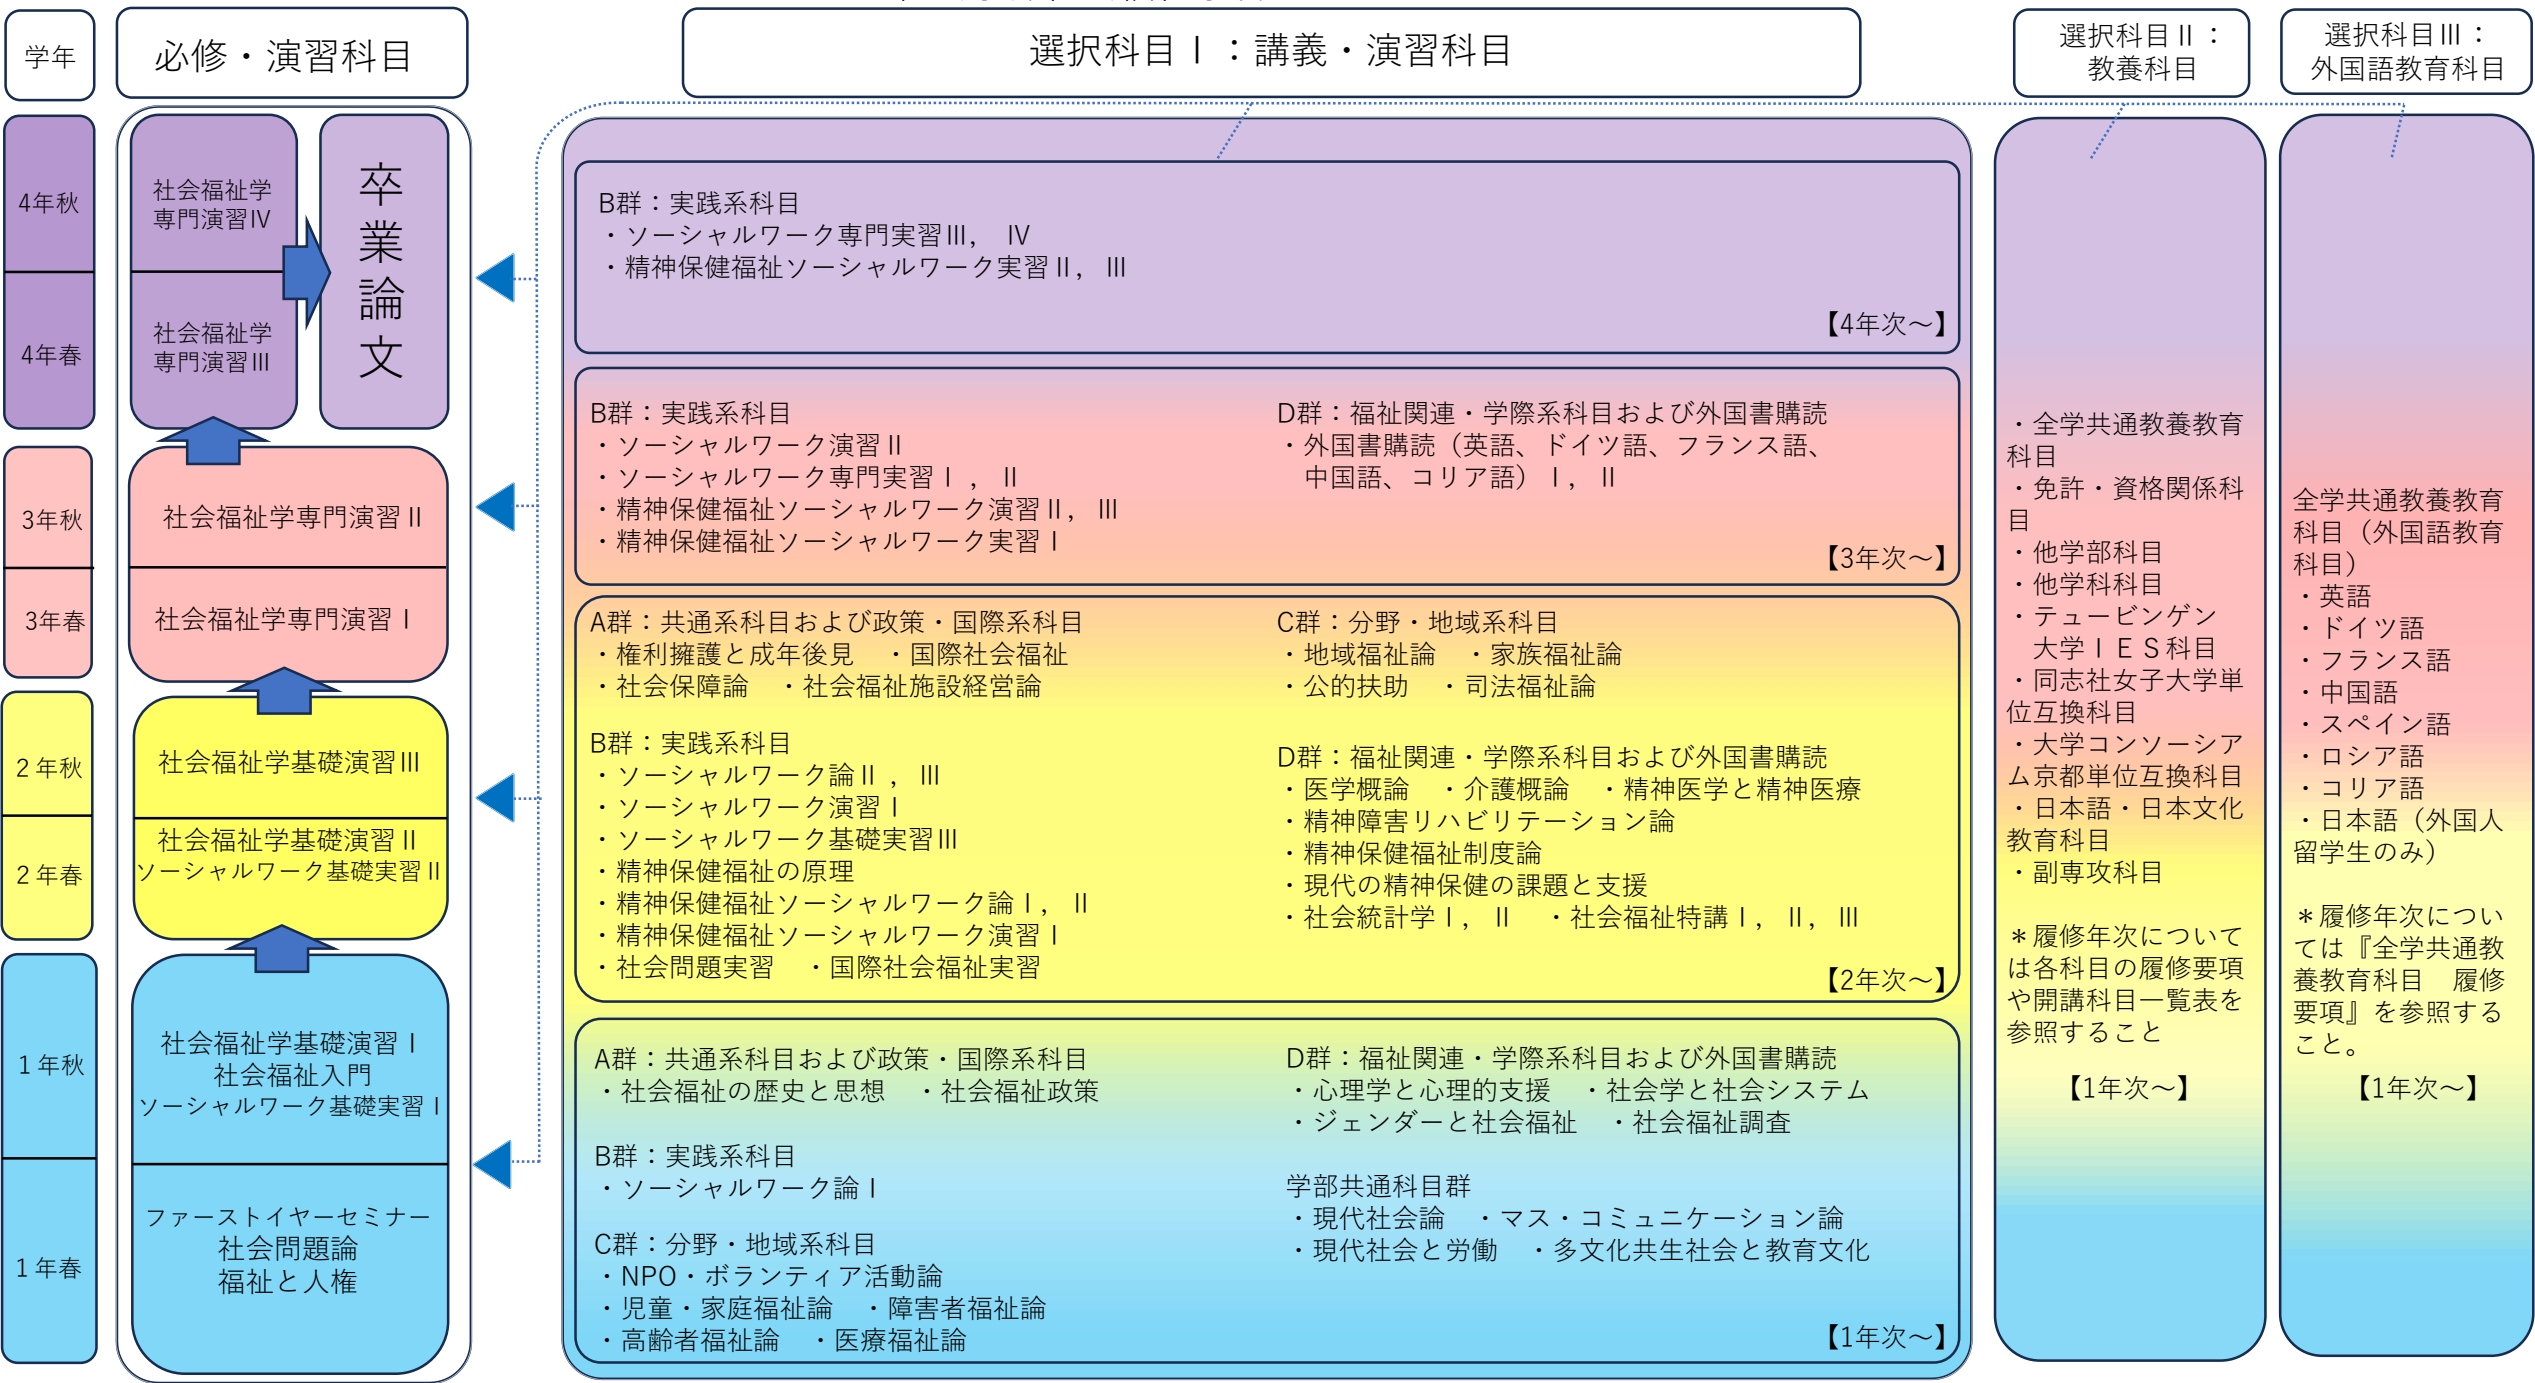 学年
必修・演習科目
選択科目Ⅰ：講義・演習科目
選択科目Ⅱ：
教養科目
選択科目Ⅲ：
外国語教育科目
4年秋
4年春
3年秋
3年春
２年秋
２年春
１年秋
１年春
社会福祉学
専門演習Ⅳ
社会福祉学
専門演習Ⅲ
卒業論文
社会福祉学専門演習Ⅱ
社会福祉学専門演習Ⅰ
社会福祉学基礎演習Ⅲ
社会福祉学基礎演習Ⅱ
ソーシャルワーク基礎実習Ⅱ
社会福祉学基礎演習Ⅰ
社会福祉入門
ソーシャルワーク基礎実習Ⅰ
ファーストイヤーセミナー
社会問題論
福祉と人権
B群：実践系科目
・ソーシャルワーク専門実習Ⅲ，Ⅳ
・精神保健福祉ソーシャルワーク実習Ⅱ，Ⅲ
【4年次～】
B群：実践系科目
・ソーシャルワーク演習Ⅱ
・ソーシャルワーク専門実習Ⅰ，Ⅱ
・精神保健福祉ソーシャルワーク演習Ⅱ，Ⅲ
・精神保健福祉ソーシャルワーク実習Ⅰ
D群：福祉関連・学際系科目および外国書購読
・外国書購読（英語、ドイツ語、フランス語、
中国語、コリア語）Ⅰ，Ⅱ
【3年次～】
A群：共通系科目および政策・国際系科目
・権利擁護と成年後見　・国際社会福祉
・社会保障論　・社会福祉施設経営論
B群：実践系科目
・ソーシャルワーク論Ⅱ，Ⅲ
・ソーシャルワーク演習Ⅰ
・ソーシャルワーク基礎実習Ⅲ
・精神保健福祉の原理
・精神保健福祉ソーシャルワーク論Ⅰ，Ⅱ
・精神保健福祉ソーシャルワーク演習Ⅰ
・社会問題実習　・国際社会福祉実習
C群：分野・地域系科目
・地域福祉論　・家族福祉論
・公的扶助　・司法福祉論
D群：福祉関連・学際系科目および外国書購読
・医学概論　・介護概論　・精神医学と精神医療
・精神障害リハビリテーション論
・精神保健福祉制度論
・現代の精神保健の課題と支援
・社会統計学Ⅰ，Ⅱ　・社会福祉特講Ⅰ，Ⅱ，Ⅲ
【2年次～】
A群：共通系科目および政策・国際系科目
・社会福祉の歴史と思想　・社会福祉政策
B群：実践系科目
・ソーシャルワーク論Ⅰ
C群：分野・地域系科目
・NPO・ボランティア活動論
・児童・家庭福祉論　・障害者福祉論
・高齢者福祉論　・医療福祉論
D群：福祉関連・学際系科目および外国書購読
・心理学と心理的支援　・社会学と社会システム
・ジェンダーと社会福祉　・社会福祉調査
学部共通科目群
・現代社会論　・マス・コミュニケーション論
・現代社会と労働　・多文化共生社会と教育文化
【1年次～】
・全学共通教養教育
科目
・免許・資格関係科
目
・他学部科目
・他学科科目
・テュービンゲン
大学ＩＥＳ科目
・同志社女子大学単
位互換科目
・大学コンソーシア
ム京都単位互換科目
・日本語・日本文化
教育科目
・副専攻科目
＊履修年次について
は各科目の履修要項
や開講科目一覧表を
参照すること
【1年次～】
全学共通教養教育
科目（外国語教育
科目）
・英語
・ドイツ語
・フランス語
・中国語
・スペイン語
・ロシア語
・コリア語
・日本語（外国人
留学生のみ）
＊履修年次につい
ては『全学共通教
養教育科目　履修
要項』を参照する
こと。
【1年次～】